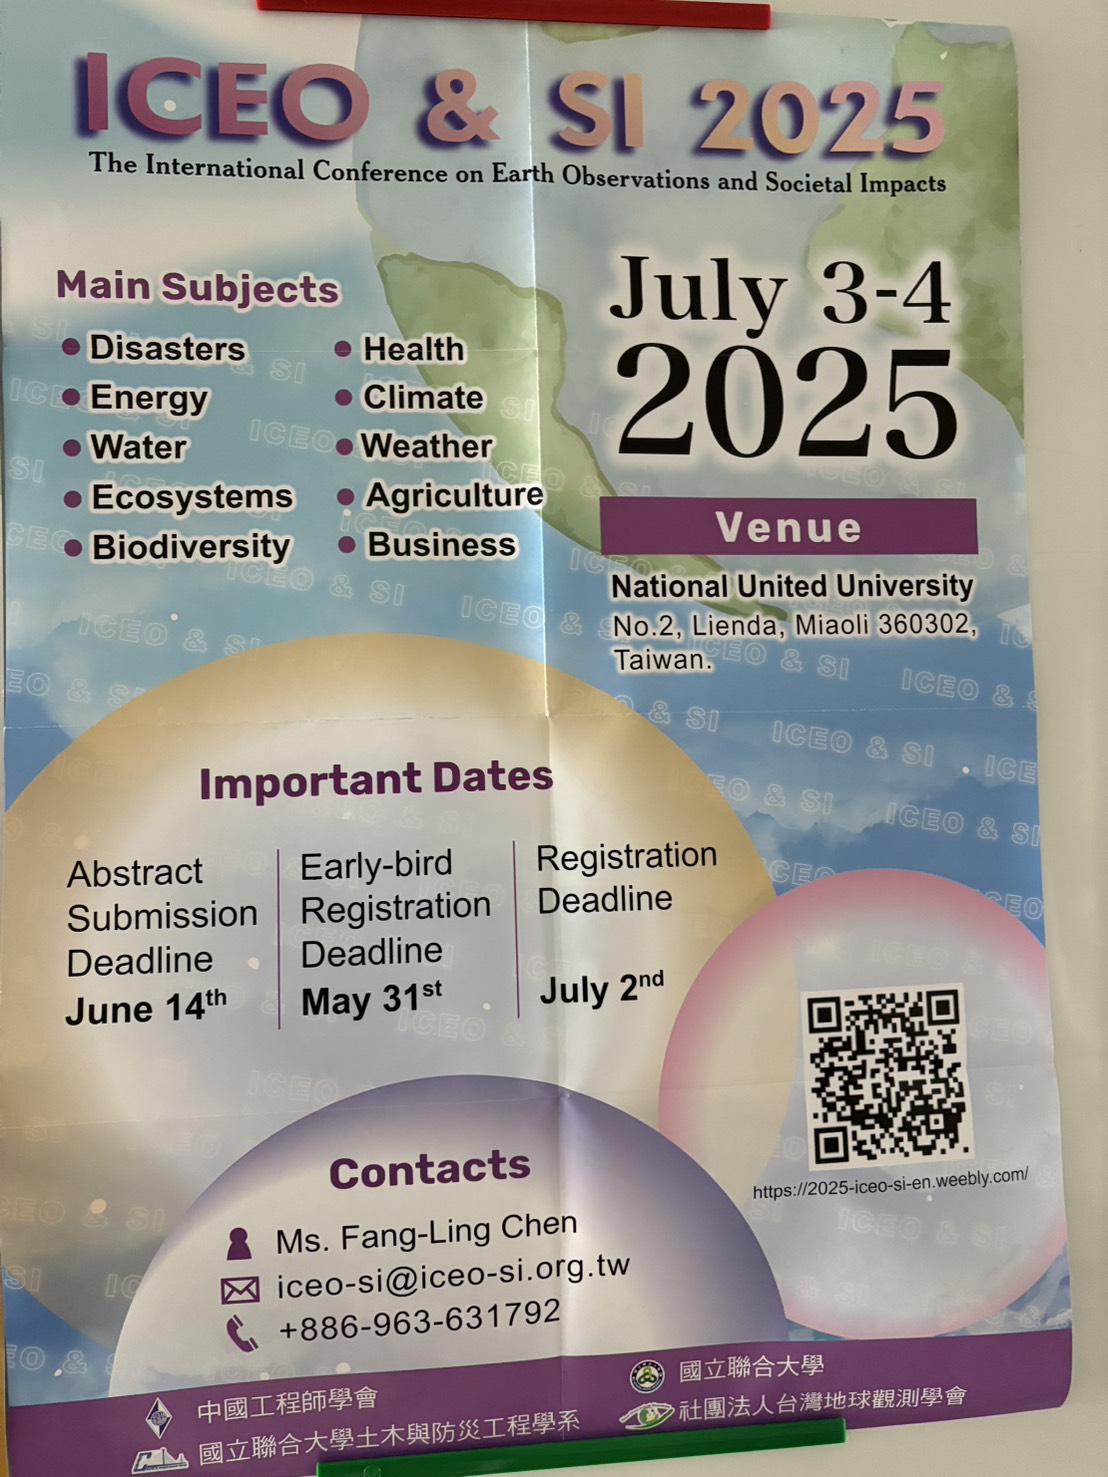 ICEO & SI 2025
The International Conference on Earth Observations and Societal Impacts
Main Subjects
Disasters
Energy
Water
Ecosystems
Biodiversity
Health
Climate
Weather
Agriculture
Business
July 3-4
2025
Venue
National United University
No.2, Lienda, Miaoli 360302,
Taiwan.
Important Dates
Abstract
Submission
Deadline
June 14th
Early-bird
Registration
Deadline
May 31st
Registration
Deadline
July 2nd
https://2025-iceo-si-en.weebly.com/
Contacts
Ms. Fang-Ling Chen
iceo-si@iceo-si.org.tw
+886-963-631792
中國工程師學會
國立聯合大學土木與防災工程學系
國立聯合大學
社團法人台灣地球觀測學會